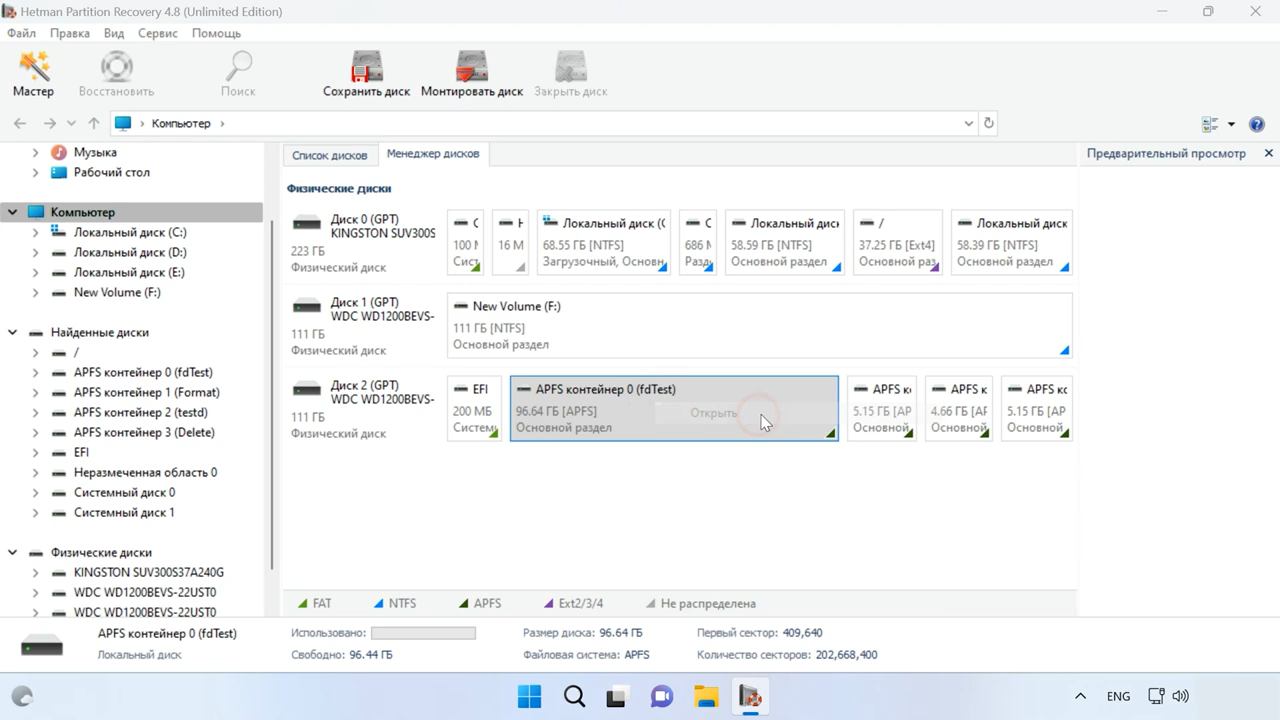 Hetman Partition Recovery 4.8 (Unlimited Edition)
Файл Правка Вид Сервис Помощь
Мастер Восстановить Поиск Сохранить диск Монтировать диск Закрыть диск
Компьютер
Музыка
Рабочий стол
Компьютер
Локальный диск (C:)
Локальный диск (D:)
Локальный диск (E:)
New Volume (F:)
Найденные диски
/
APFS контейнер 0 (fdTest)
APFS контейнер 1 (Format)
APFS контейнер 2 (testd)
APFS контейнер 3 (Delete)
EFI
Неразмеченная область 0
Системный диск 0
Системный диск 1
Физические диски
KINGSTON SUV300S37A240G
WDC WD1200BEVS-22UST0
WDC WD1200BEVS-22UST0
Список дисков Менеджер дисков
Физические диски
Диск 0 (GPT)
KINGSTON SUV300S
223 ГБ
Физический диск
100 М
Сист
16 М
Локальный диск (C
68.55 ГБ [NTFS]
Загрузочный, Основн
686 М
Разде
Локальный диск
58.59 ГБ [NTFS]
Основной раздел
/
37.25 ГБ [Ext4]
Основной раз
Локальный диск
58.39 ГБ [NTFS]
Основной раздел
Диск 1 (GPT)
WDC WD1200BEVS-
111 ГБ
Физический диск
New Volume (F:)
111 ГБ [NTFS]
Основной раздел
Диск 2 (GPT)
WDC WD1200BEVS-
111 ГБ
Физический диск
EFI
200 МБ
Системн
APFS контейнер 0 (fdTest)
96.64 ГБ [APFS]
Основной раздел
Открыть
APFS ко
5.15 ГБ [AP
Основной
APFS к
4.66 ГБ [AP
Основной
APFS ко
5.15 ГБ [AP
Основной
FAT NTFS APFS Ext2/3/4 Не распределена
Предварительный просмотр
APFS контейнер 0 (fdTest)
Локальный диск
Использовано:
Свободно: 96.44 ГБ
Размер диска: 96.64 ГБ
Файловая система: APFS
Первый сектор: 409,640
Количество секторов: 202,668,400
ENG